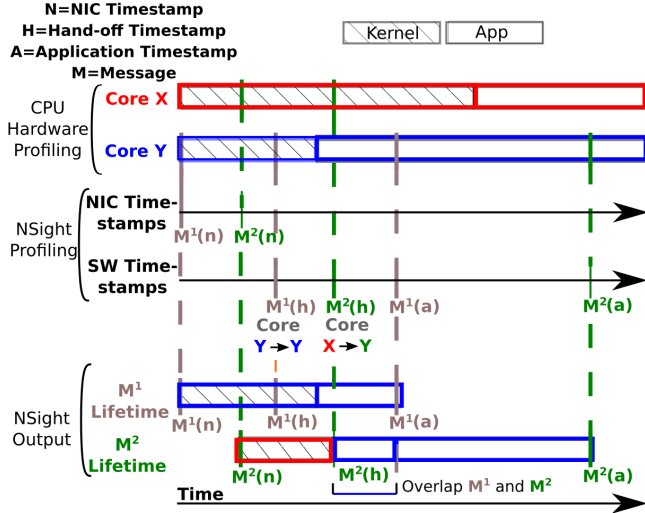 N=NIC Timestamp
H=Hand-off Timestamp
A=Application Timestamp
M=Message
Kernel
App
CPU
Hardware
Profiling
Core X
Core Y
NSight
Profiling
NIC Time-
stamps
M¹(n)
M²(n)
SW Time-
stamps
M¹(h)
M²(h)
M¹(a)
M²(a)
Core
Y → Y
Core
X → Y
NSight
Output
M¹
Lifetime
M¹(n)
M¹(h)
M¹(a)
M²
Lifetime
M²(n)
M²(h)
M²(a)
Overlap M¹ and M²
Time